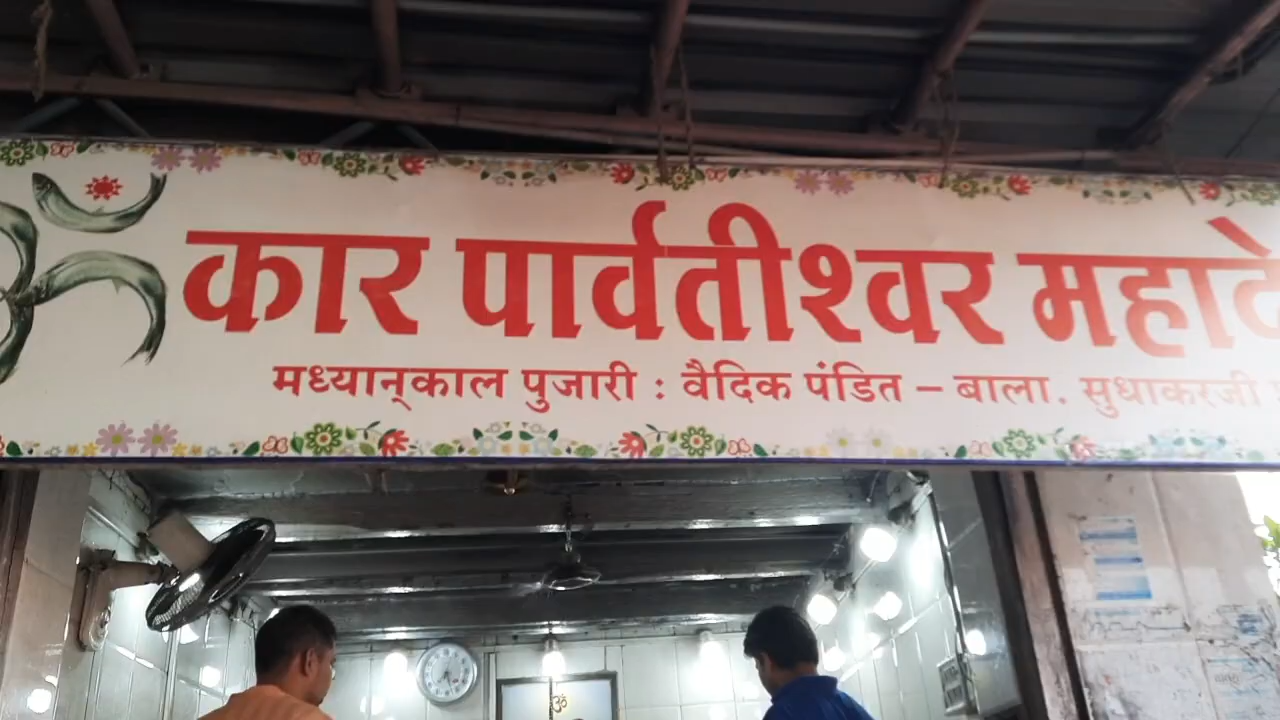 ॐ कार पार्वतीश्वर महादे
मध्यान्‌काल पुजारी : वैदिक पंडित – बाला. सुधाकरजी
ॐ